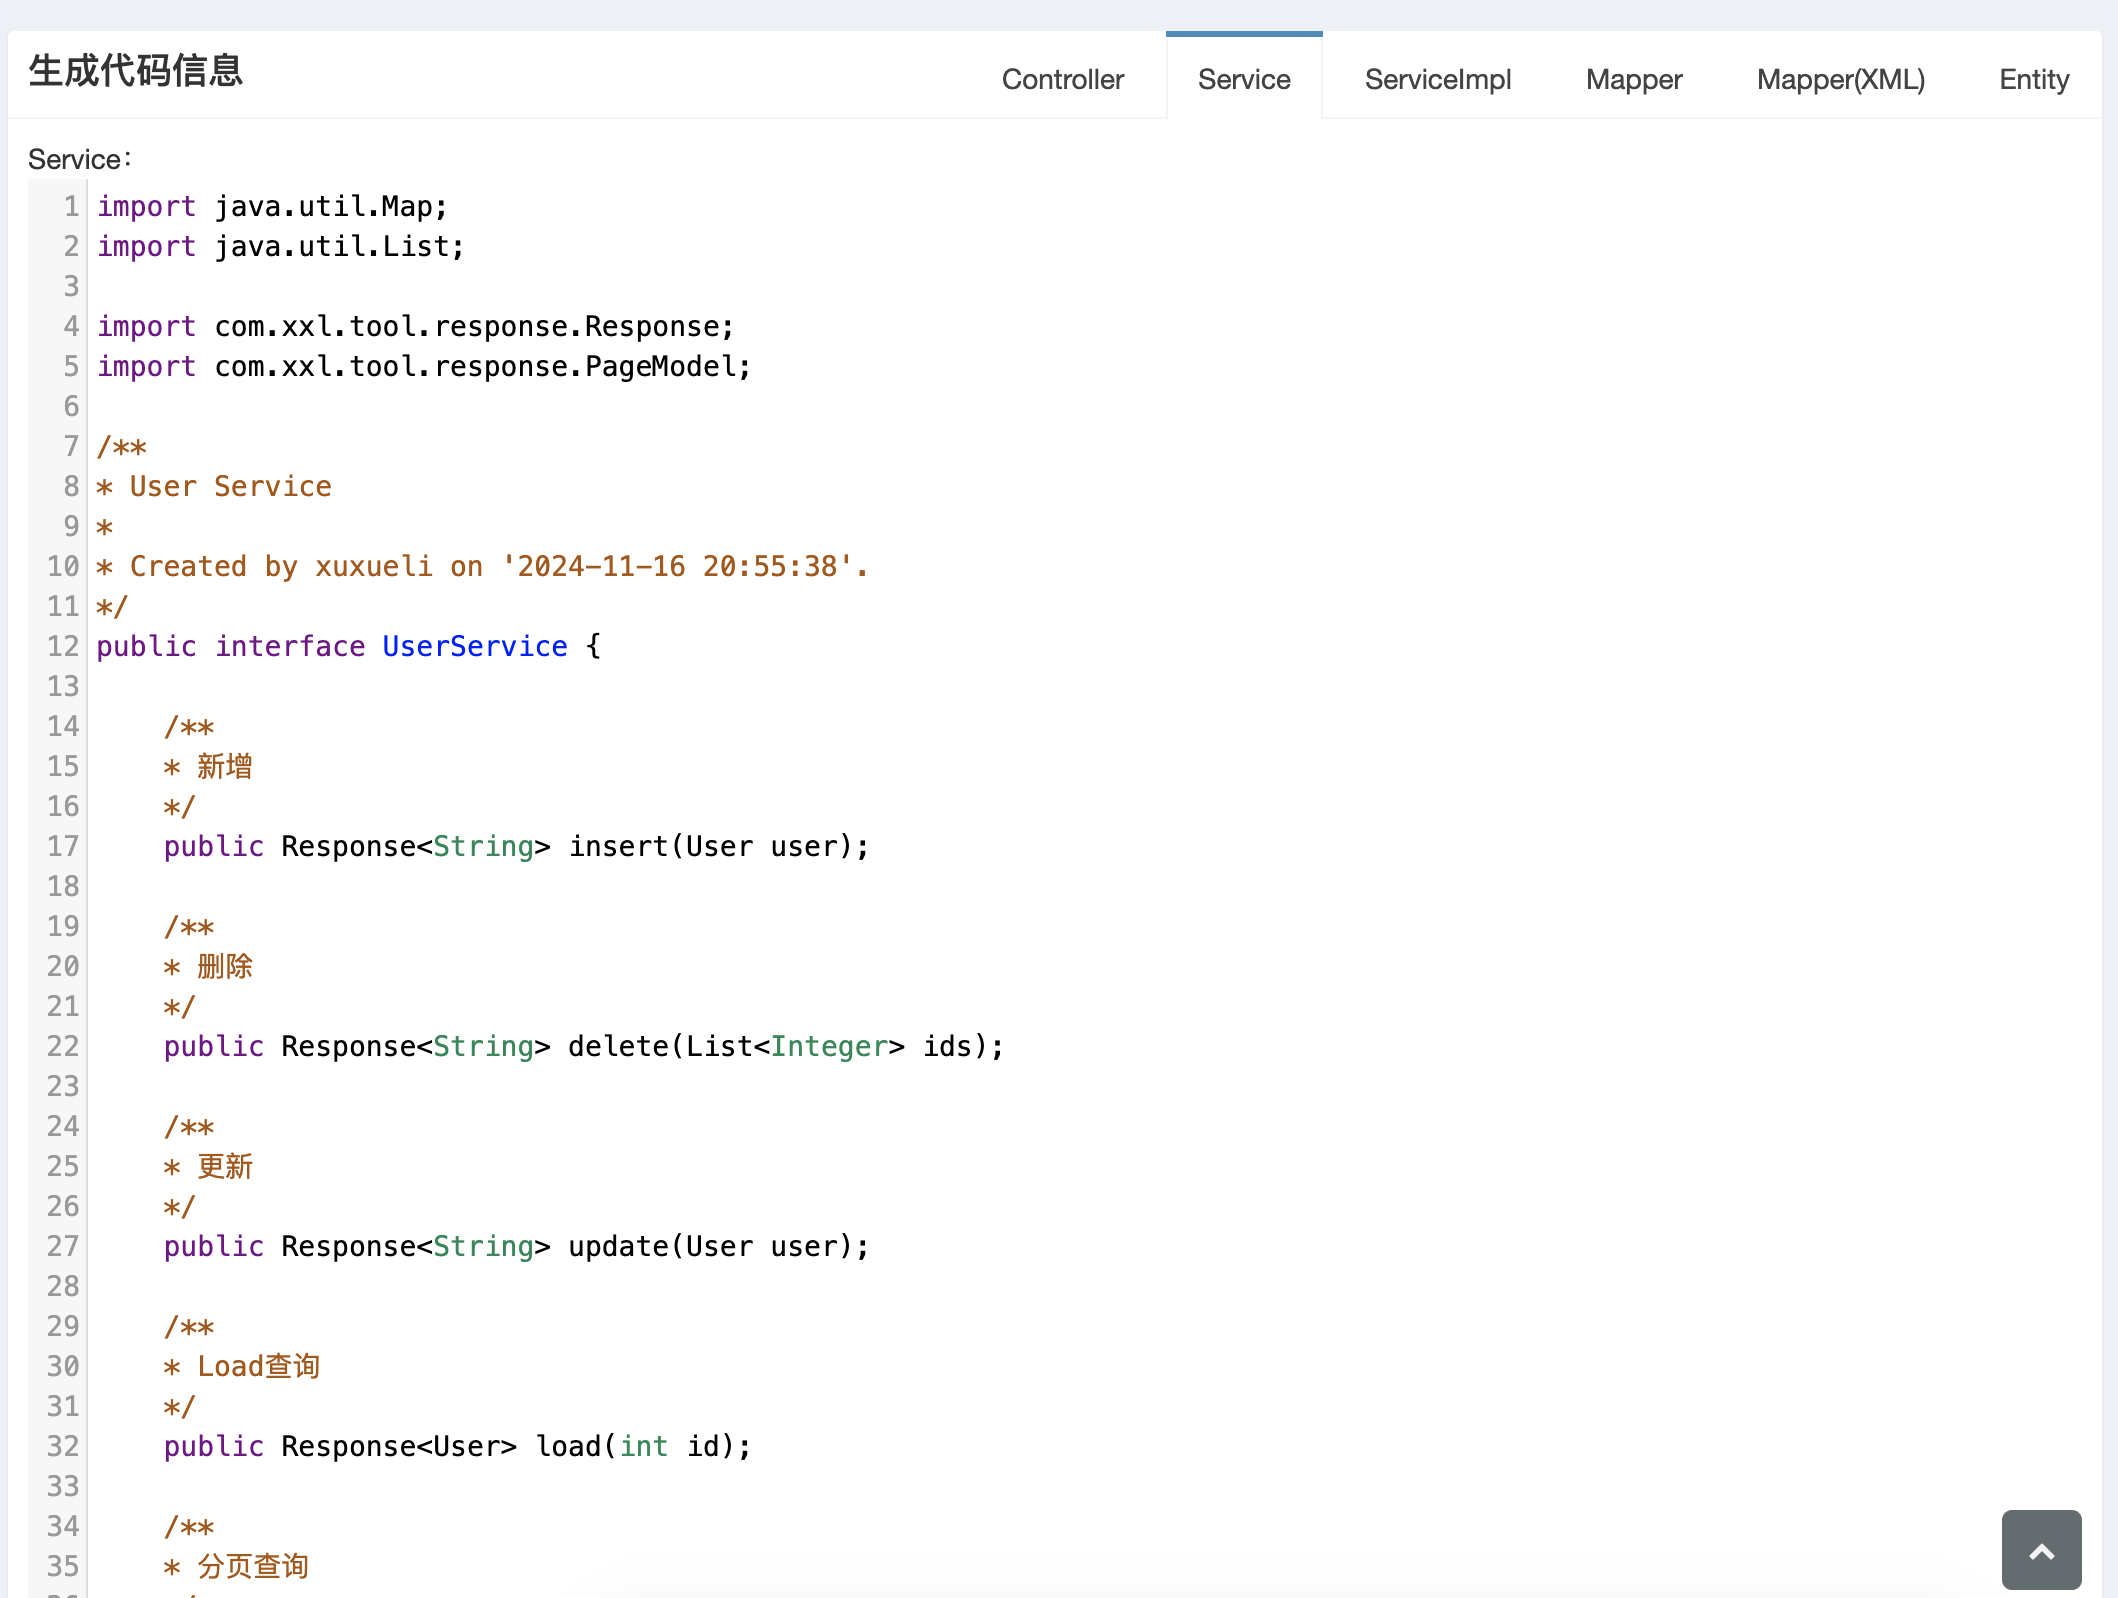 生成代码信息
Controller
Service
ServiceImpl
Mapper
Mapper(XML)
Entity
Service：
1 import java.util.Map;
2 import java.util.List;
3
4 import com.xxl.tool.response.Response;
5 import com.xxl.tool.response.PageModel;
6
7 /**
8 * User Service
9 *
10 * Created by xuxueli on '2024-11-16 20:55:38'.
11 */
12 public interface UserService {
13
14     /**
15     * 新增
16     */
17     public Response<String> insert(User user);
18
19     /**
20     * 删除
21     */
22     public Response<String> delete(List<Integer> ids);
23
24     /**
25     * 更新
26     */
27     public Response<String> update(User user);
28
29     /**
30     * Load查询
31     */
32     public Response<User> load(int id);
33
34     /**
35     * 分页查询